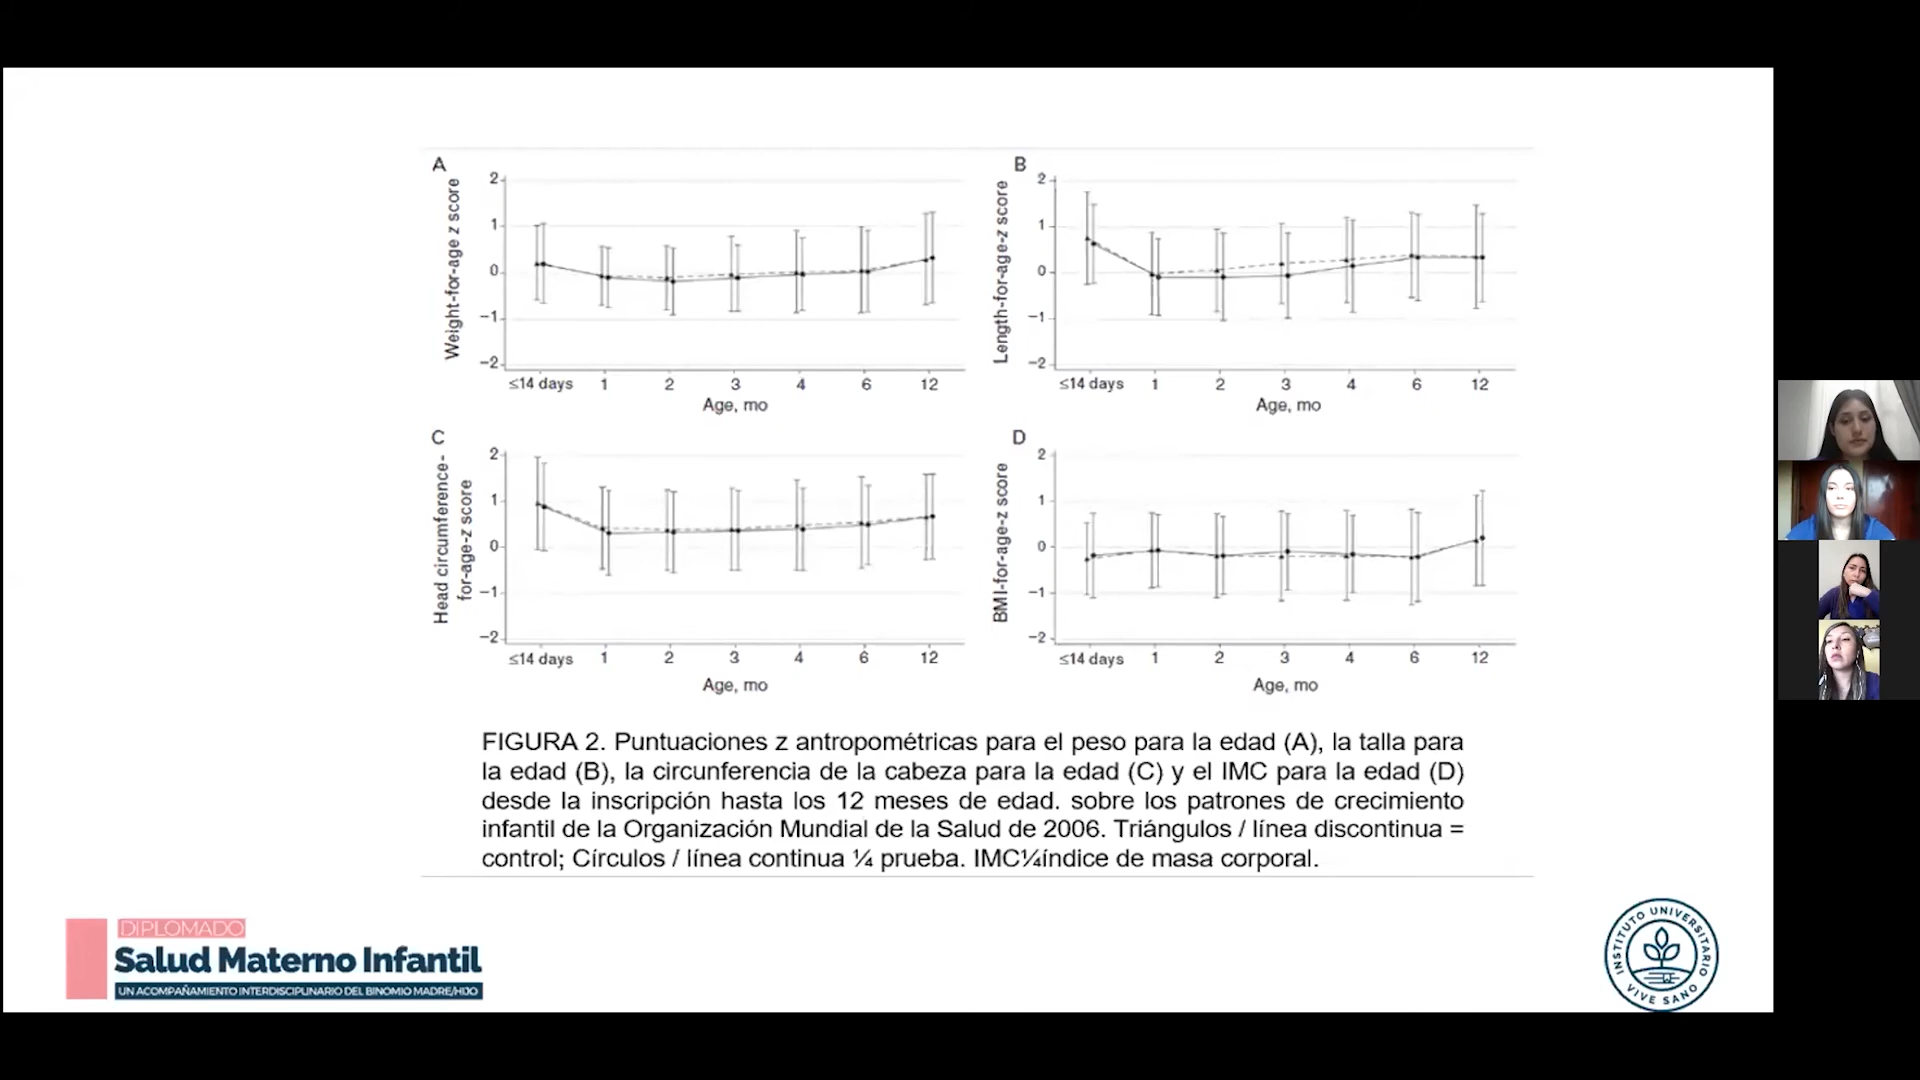 A
Weight-for-age z score
2
1
0
−1
−2
≤14 days 1 2 3 4 6 12
Age, mo
B
Length-for-age-z score
2
1
0
−1
−2
≤14 days 1 2 3 4 6 12
Age, mo
C
Head circumference-
for-age-z score
2
1
0
−1
−2
≤14 days 1 2 3 4 6 12
Age, mo
D
BMI-for-age-z score
2
1
0
−1
−2
≤14 days 1 2 3 4 6 12
Age, mo
FIGURA 2. Puntuaciones z antropométricas para el peso para la edad (A), la talla para
la edad (B), la circunferencia de la cabeza para la edad (C) y el IMC para la edad (D)
desde la inscripción hasta los 12 meses de edad. sobre los patrones de crecimiento
infantil de la Organización Mundial de la Salud de 2006. Triángulos / línea discontinua =
control; Círculos / línea continua ¼ prueba. IMC¼índice de masa corporal.
DIPLOMADO
Salud Materno Infantil
UN ACOMPAÑAMIENTO INTERDISCIPLINARIO DEL BINOMIO MADRE/HIJO
INSTITUTO UNIVERSITARIO
VIVE SANO